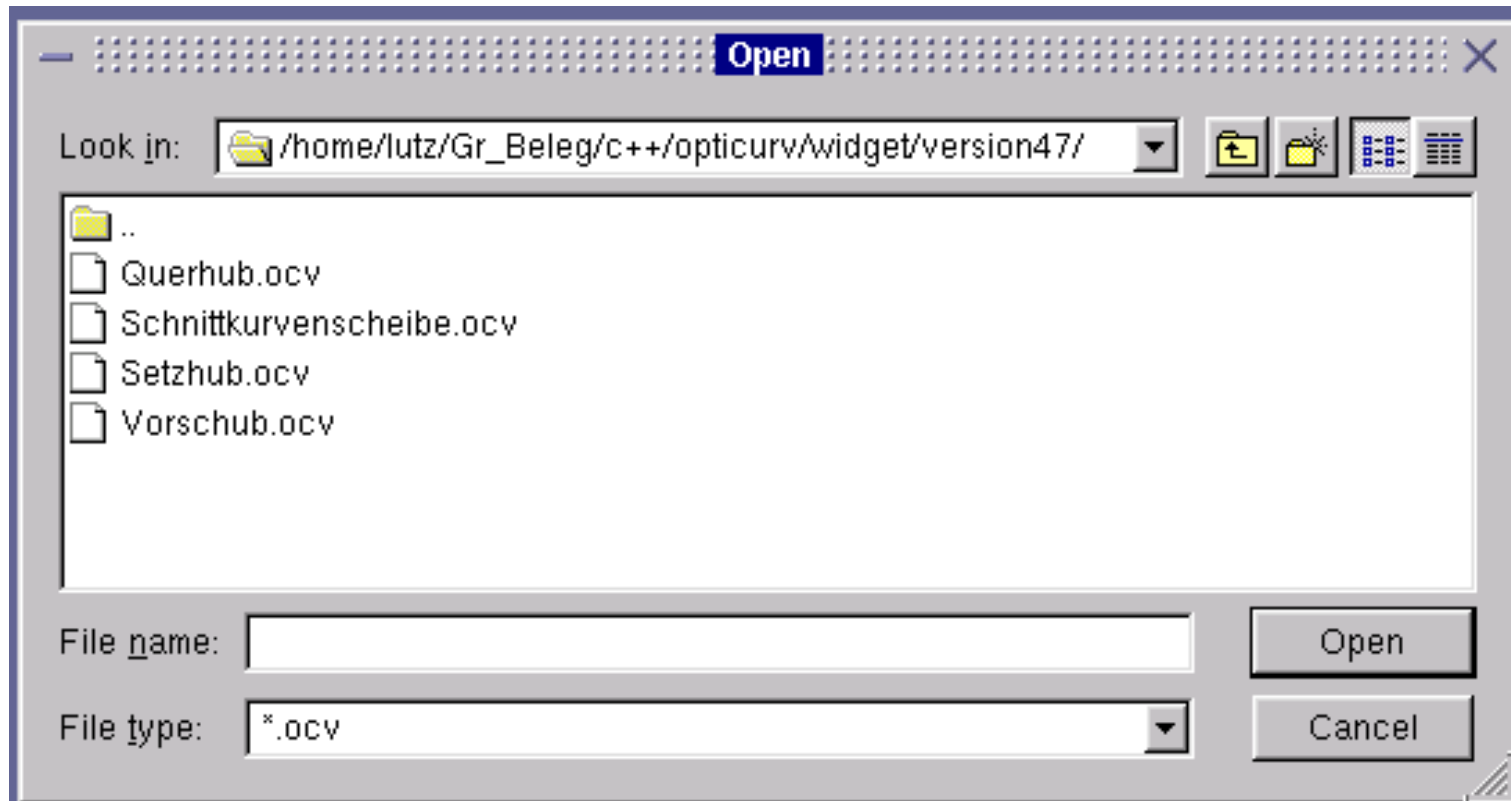 Open
Look in: /home/lutz/Gr_Beleg/c++/opticurv/widget/version47/
..
Querhub.ocv
Schnittkurvenscheibe.ocv
Setzhub.ocv
Vorschub.ocv
File name: Open
File type: *.ocv Cancel